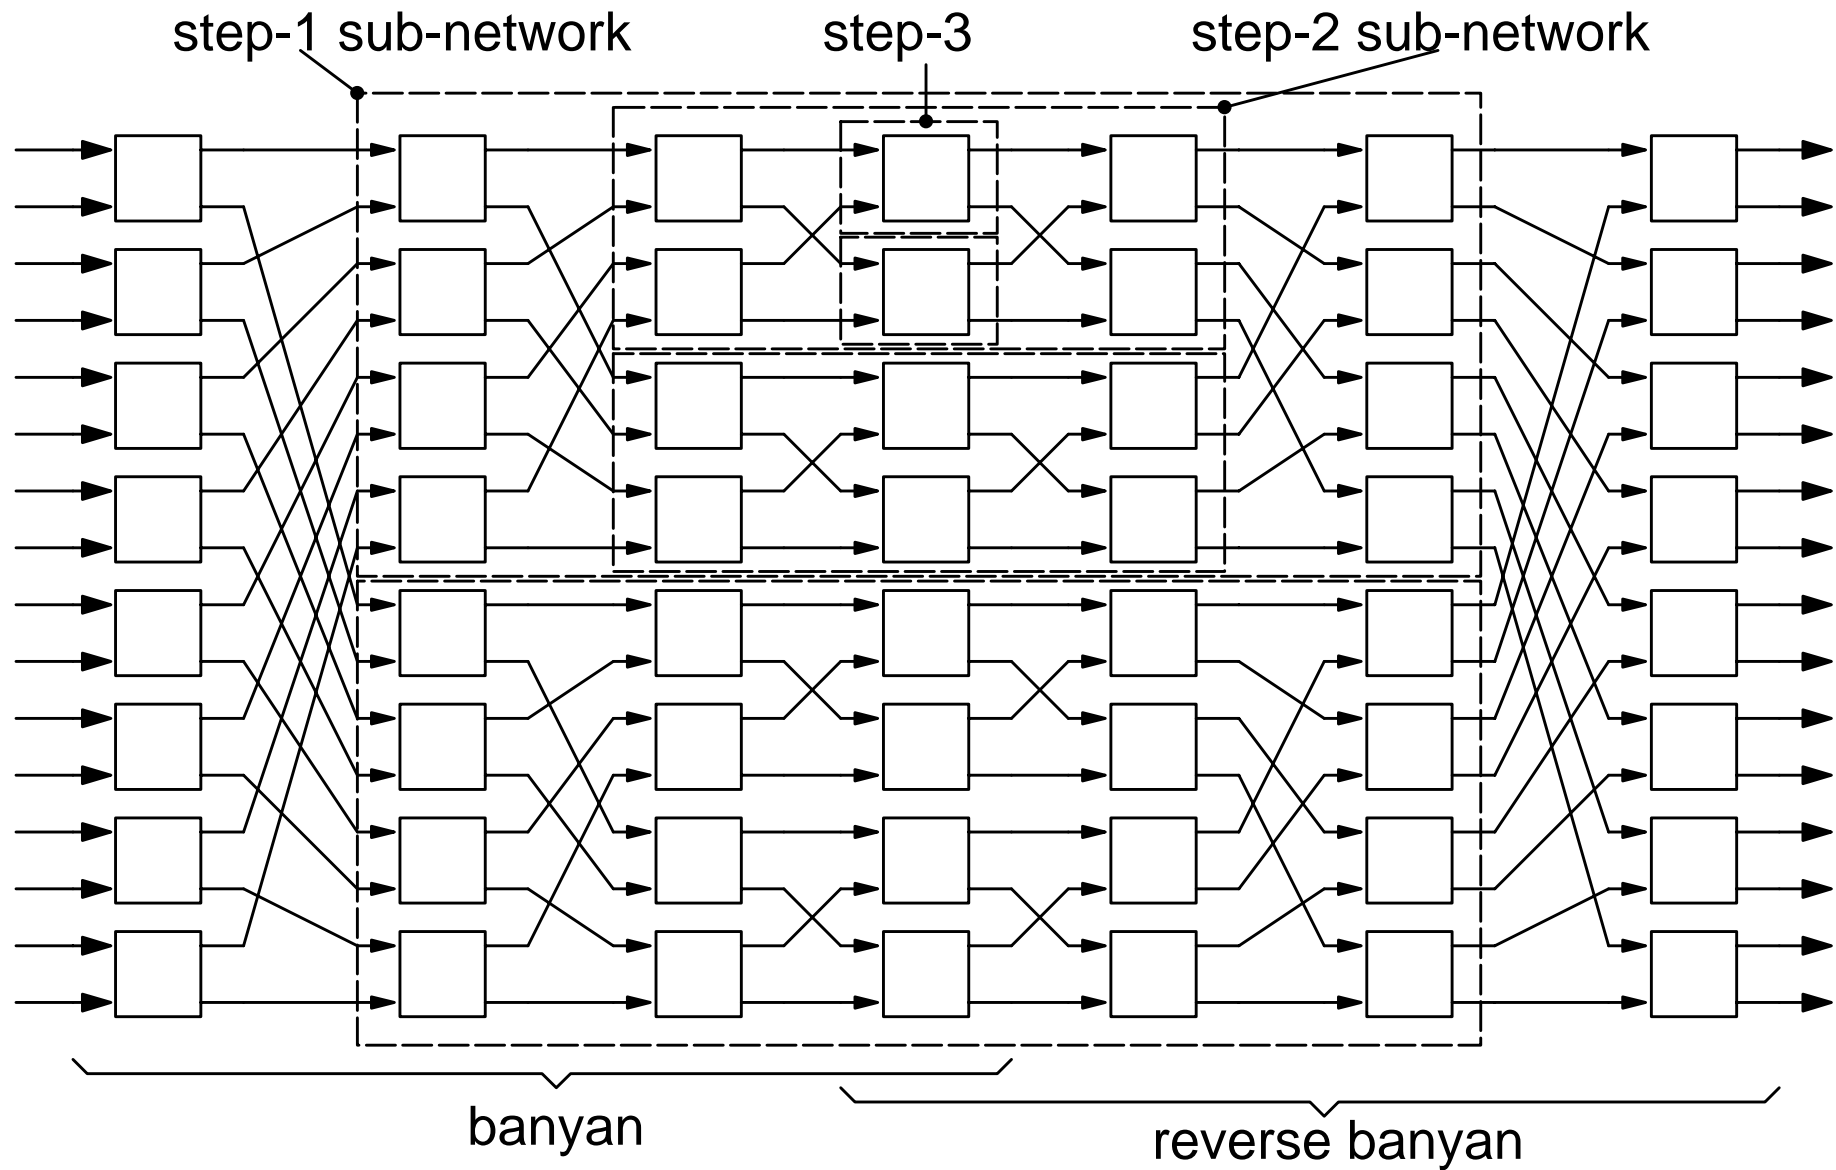 step-1 sub-network
step-3
step-2 sub-network
banyan
reverse banyan